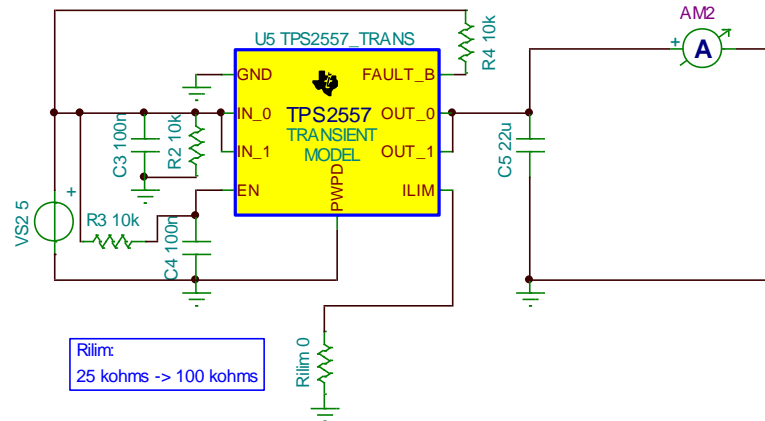 AM2
+
A
U5 TPS2557_TRANS
R4 10k
GND
FAULT_B
TPS2557
TRANSIENT
MODEL
IN_0
OUT_0
IN_1
OUT_1
EN
ILIM
PWPD
C3 100n
R2 10k
C5 22u
+
VS2 5
R3 10k
C4 100n
Rilim 0
Rilim:
25 kohms -> 100 kohms